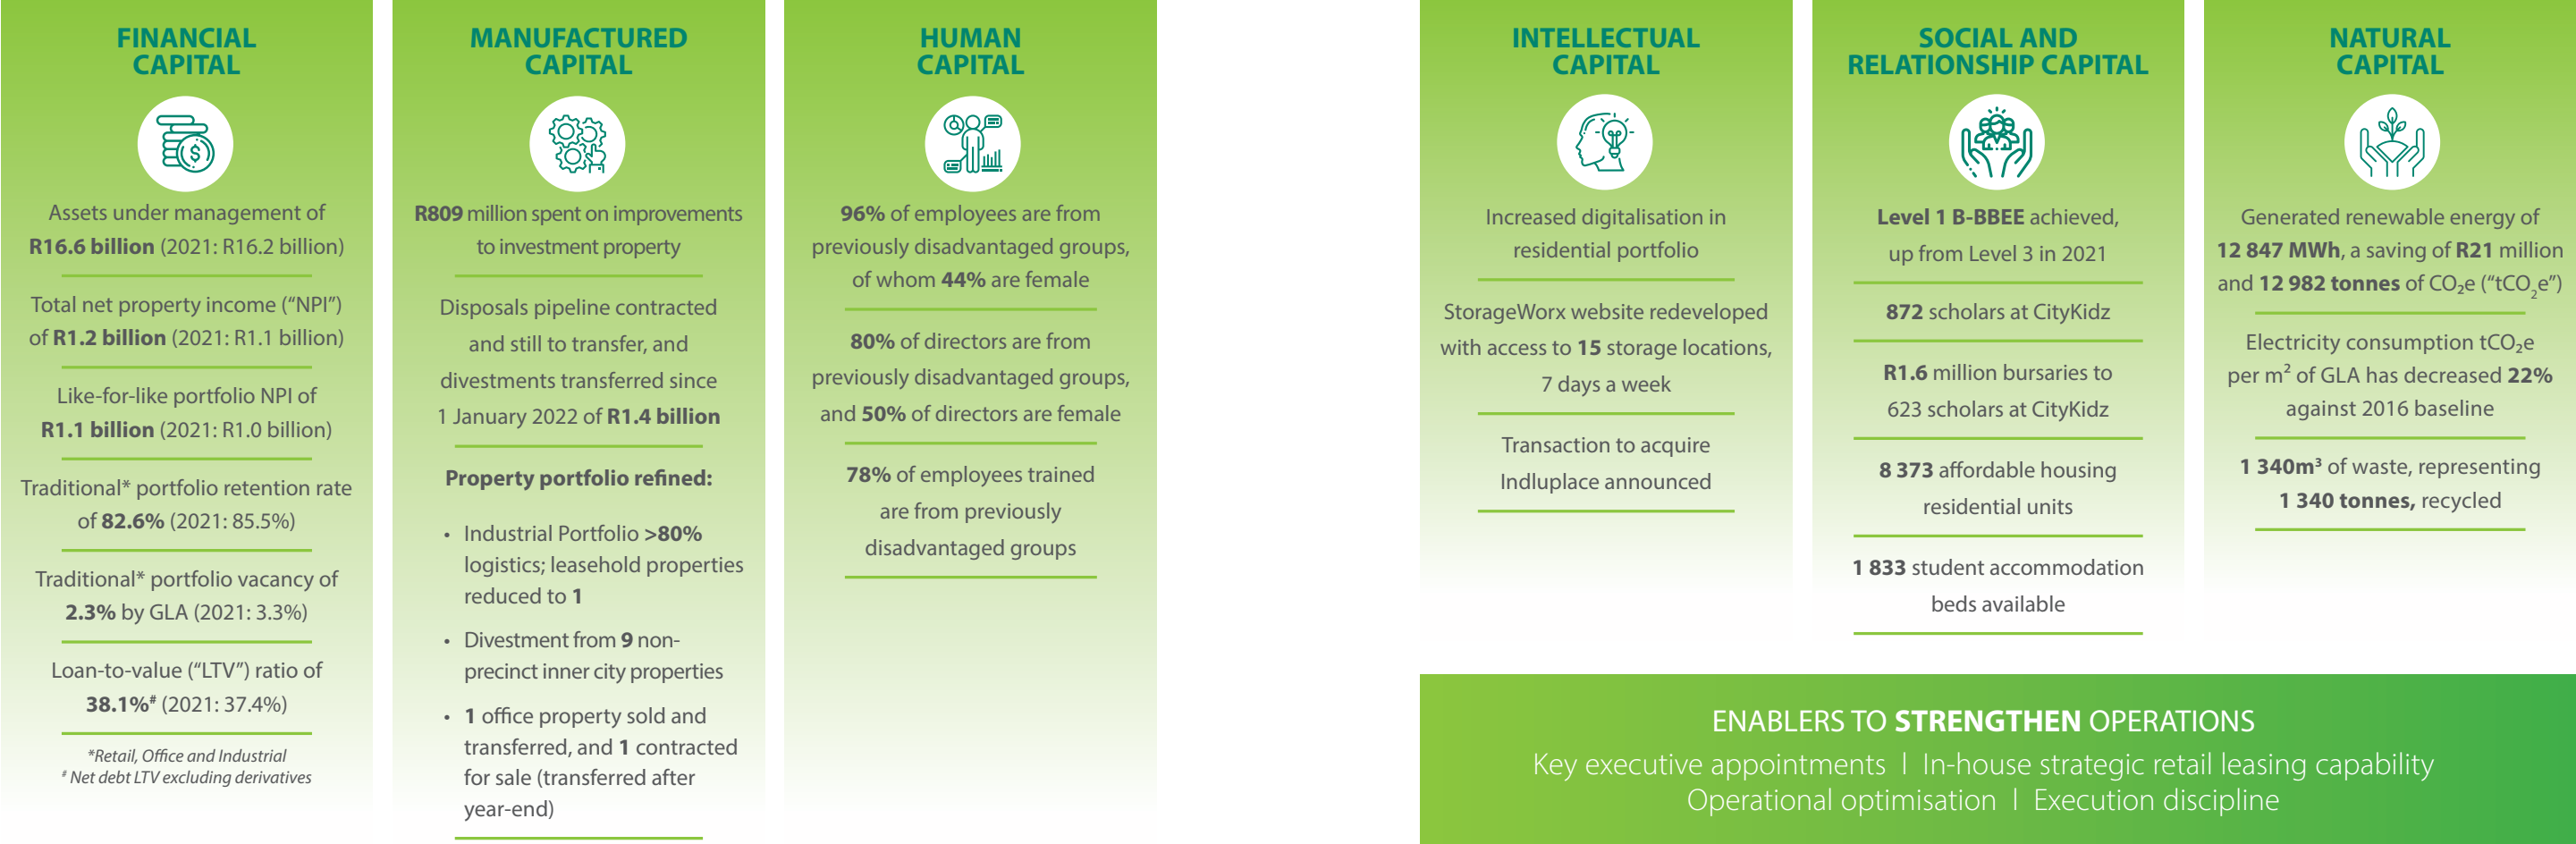 FINANCIAL
CAPITAL
Assets under management of
R16.6 billion (2021: R16.2 billion)
Total net property income (“NPI”)
of R1.2 billion (2021: R1.1 billion)
Like-for-like portfolio NPI of
R1.1 billion (2021: R1.0 billion)
Traditional* portfolio retention rate
of 82.6% (2021: 85.5%)
Traditional* portfolio vacancy of
2.3% by GLA (2021: 3.3%)
Loan-to-value (“LTV”) ratio of
38.1%# (2021: 37.4%)
*Retail, Office and Industrial
# Net debt LTV excluding derivatives
MANUFACTURED
CAPITAL
R809 million spent on improvements
to investment property
Disposals pipeline contracted
and still to transfer, and
divestments transferred since
1 January 2022 of R1.4 billion
Property portfolio refined:
• Industrial Portfolio >80%
logistics; leasehold properties
reduced to 1
• Divestment from 9 non-
precinct inner city properties
• 1 office property sold and
transferred, and 1 contracted
for sale (transferred after
year-end)
HUMAN
CAPITAL
96% of employees are from
previously disadvantaged groups,
of whom 44% are female
80% of directors are from
previously disadvantaged groups,
and 50% of directors are female
78% of employees trained
are from previously
disadvantaged groups
INTELLECTUAL
CAPITAL
Increased digitalisation in
residential portfolio
StorageWorx website redeveloped
with access to 15 storage locations,
7 days a week
Transaction to acquire
Indluplace announced
SOCIAL AND
RELATIONSHIP CAPITAL
Level 1 B-BBEE achieved,
up from Level 3 in 2021
872 scholars at CityKidz
R1.6 million bursaries to
623 scholars at CityKidz
8 373 affordable housing
residential units
1 833 student accommodation
beds available
NATURAL
CAPITAL
Generated renewable energy of
12 847 MWh, a saving of R21 million
and 12 982 tonnes of CO₂e (“tCO₂e”)
Electricity consumption tCO₂e
per m² of GLA has decreased 22%
against 2016 baseline
1 340m³ of waste, representing
1 340 tonnes, recycled
ENABLERS TO STRENGTHEN OPERATIONS
Key executive appointments | In-house strategic retail leasing capability
Operational optimisation | Execution discipline